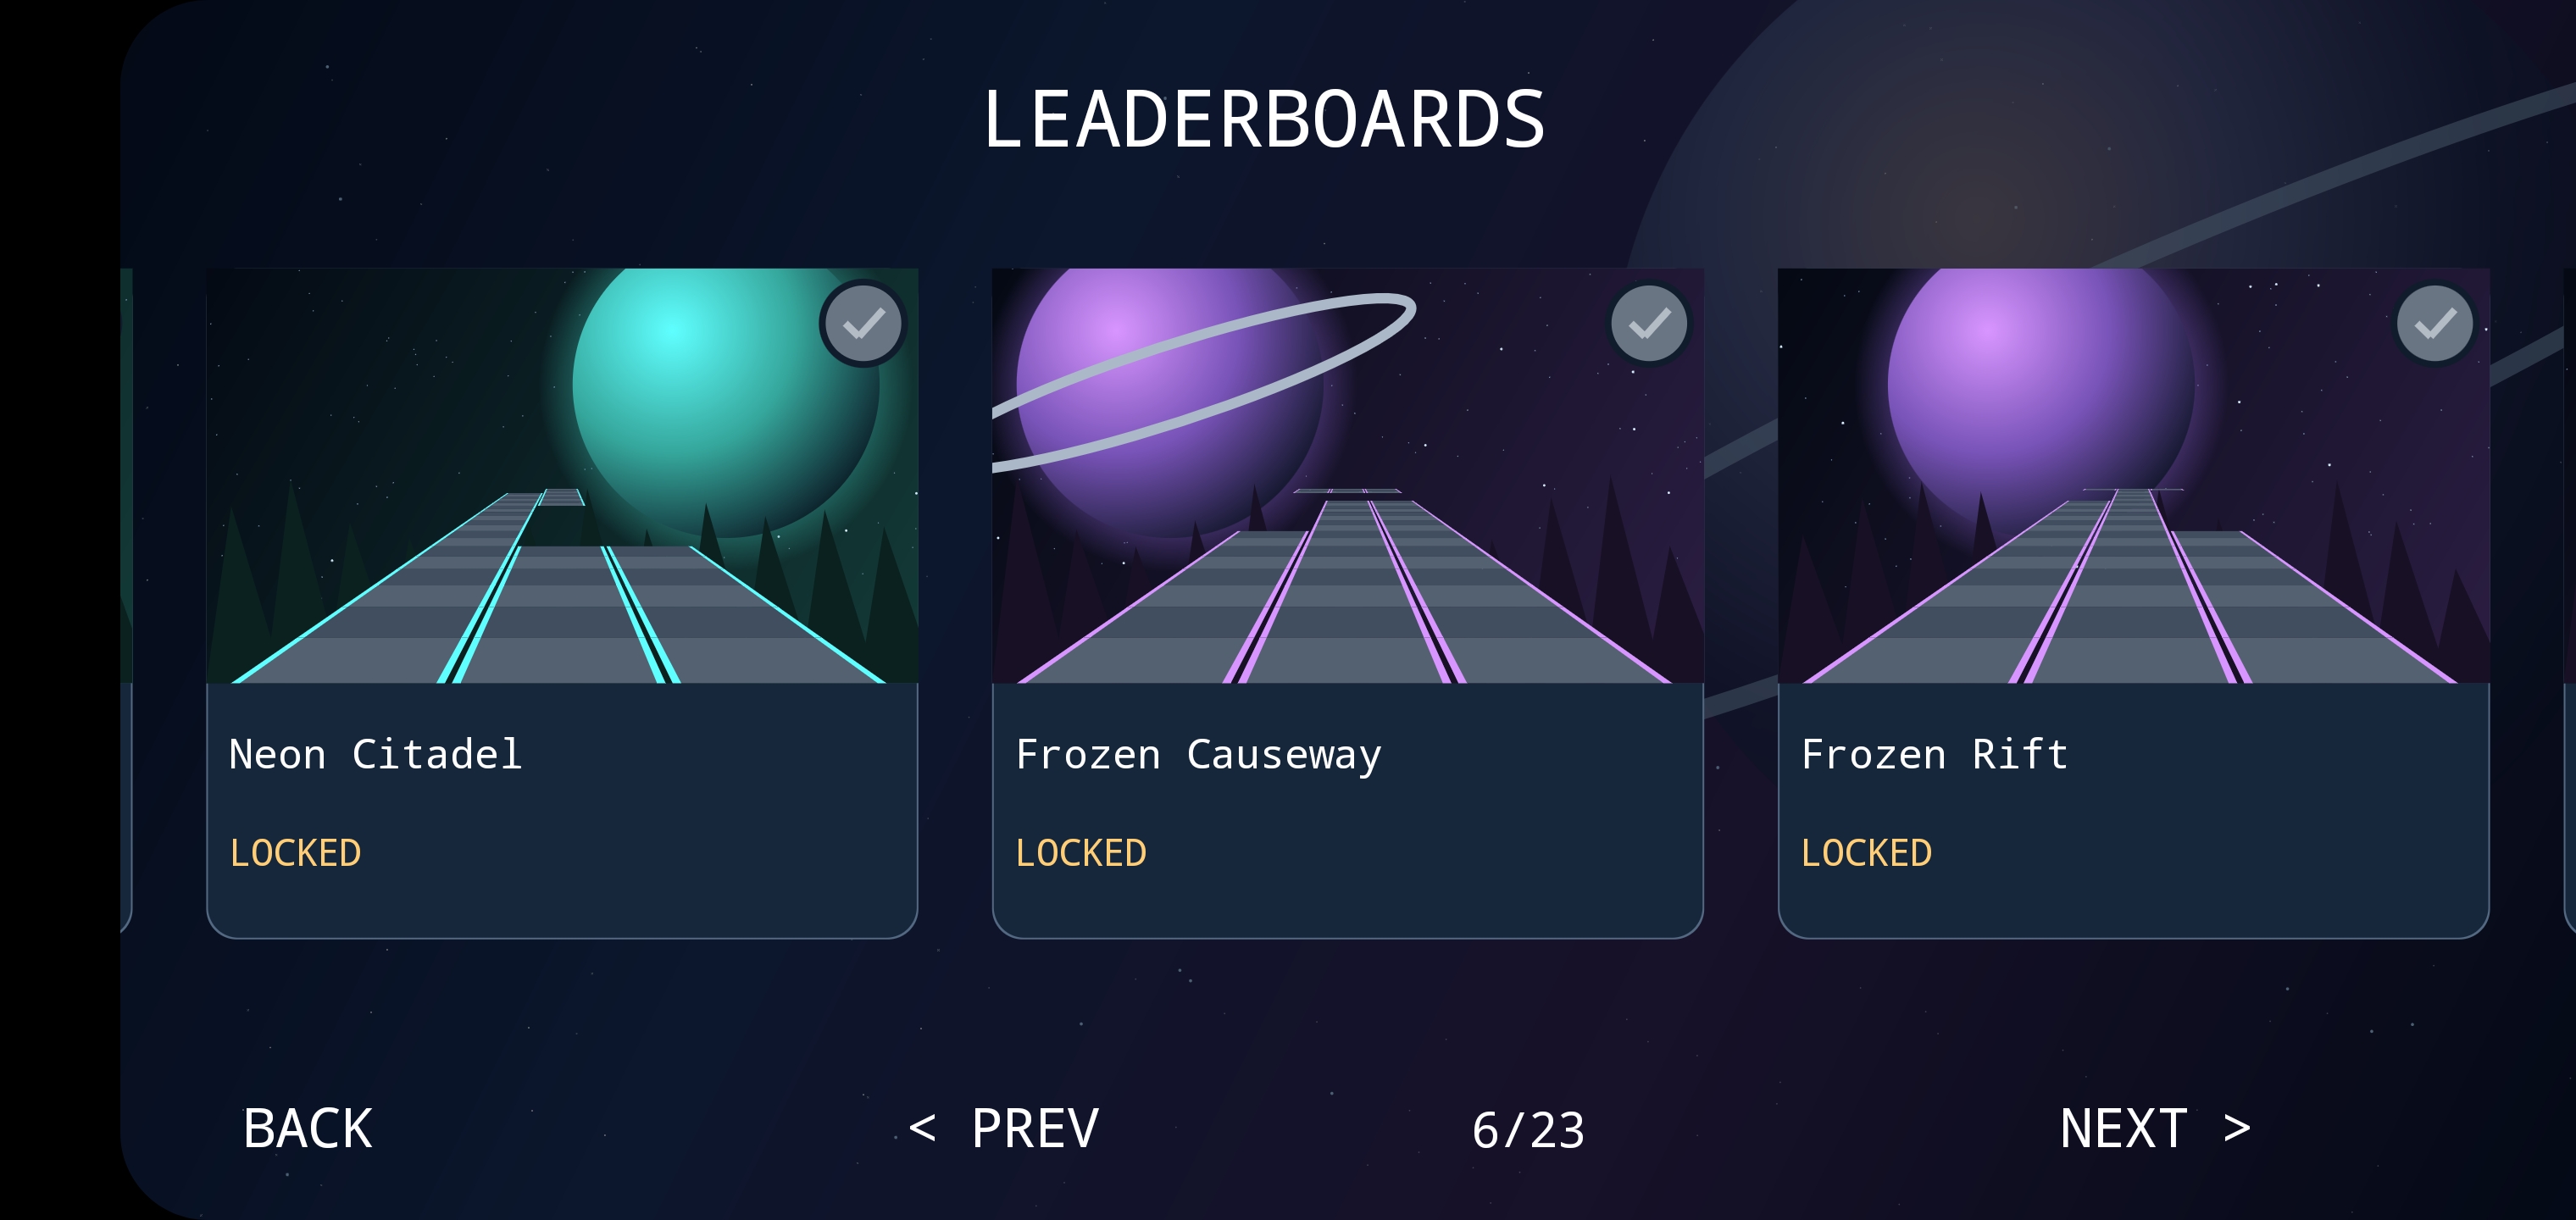 LEADERBOARDS
Neon Citadel
LOCKED
Frozen Causeway
LOCKED
Frozen Rift
LOCKED
BACK
< PREV
6/23
NEXT >